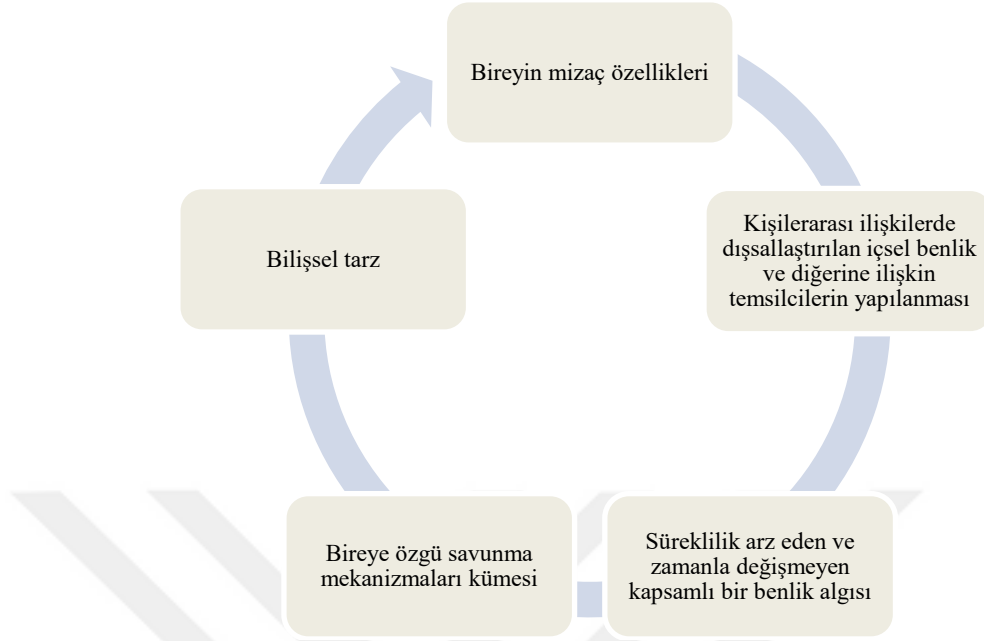 Bireyin mizaç özellikleri
Kişilerarası ilişkilerde
dışsallaştırılan içsel benlik
ve diğerine ilişkin
temsilcilerin yapılanması
Süreklilik arz eden ve
zamanla değişmeyen
kapsamlı bir benlik algısı
Bireye özgü savunma
mekanizmaları kümesi
Bilişsel tarz